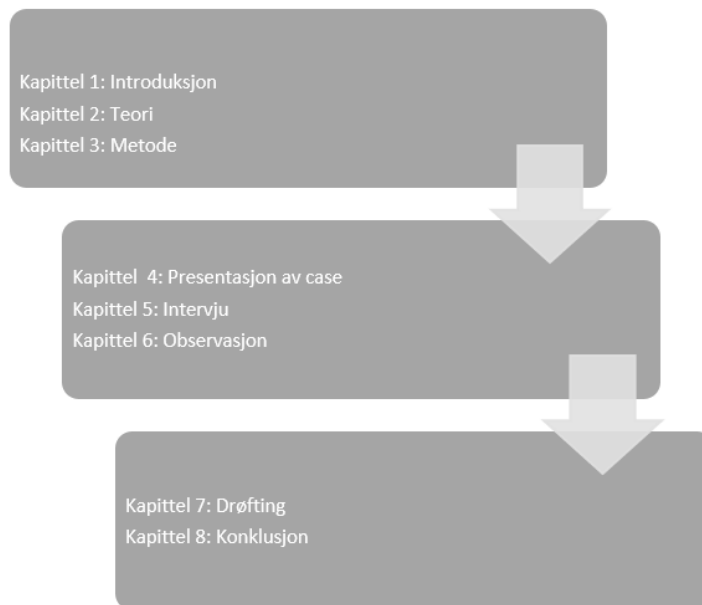 Kapittel 1: Introduksjon
Kapittel 2: Teori
Kapittel 3: Metode
Kapittel  4: Presentasjon av case
Kapittel 5: Intervju
Kapittel 6: Observasjon
Kapittel 7: Drøfting
Kapittel 8: Konklusjon